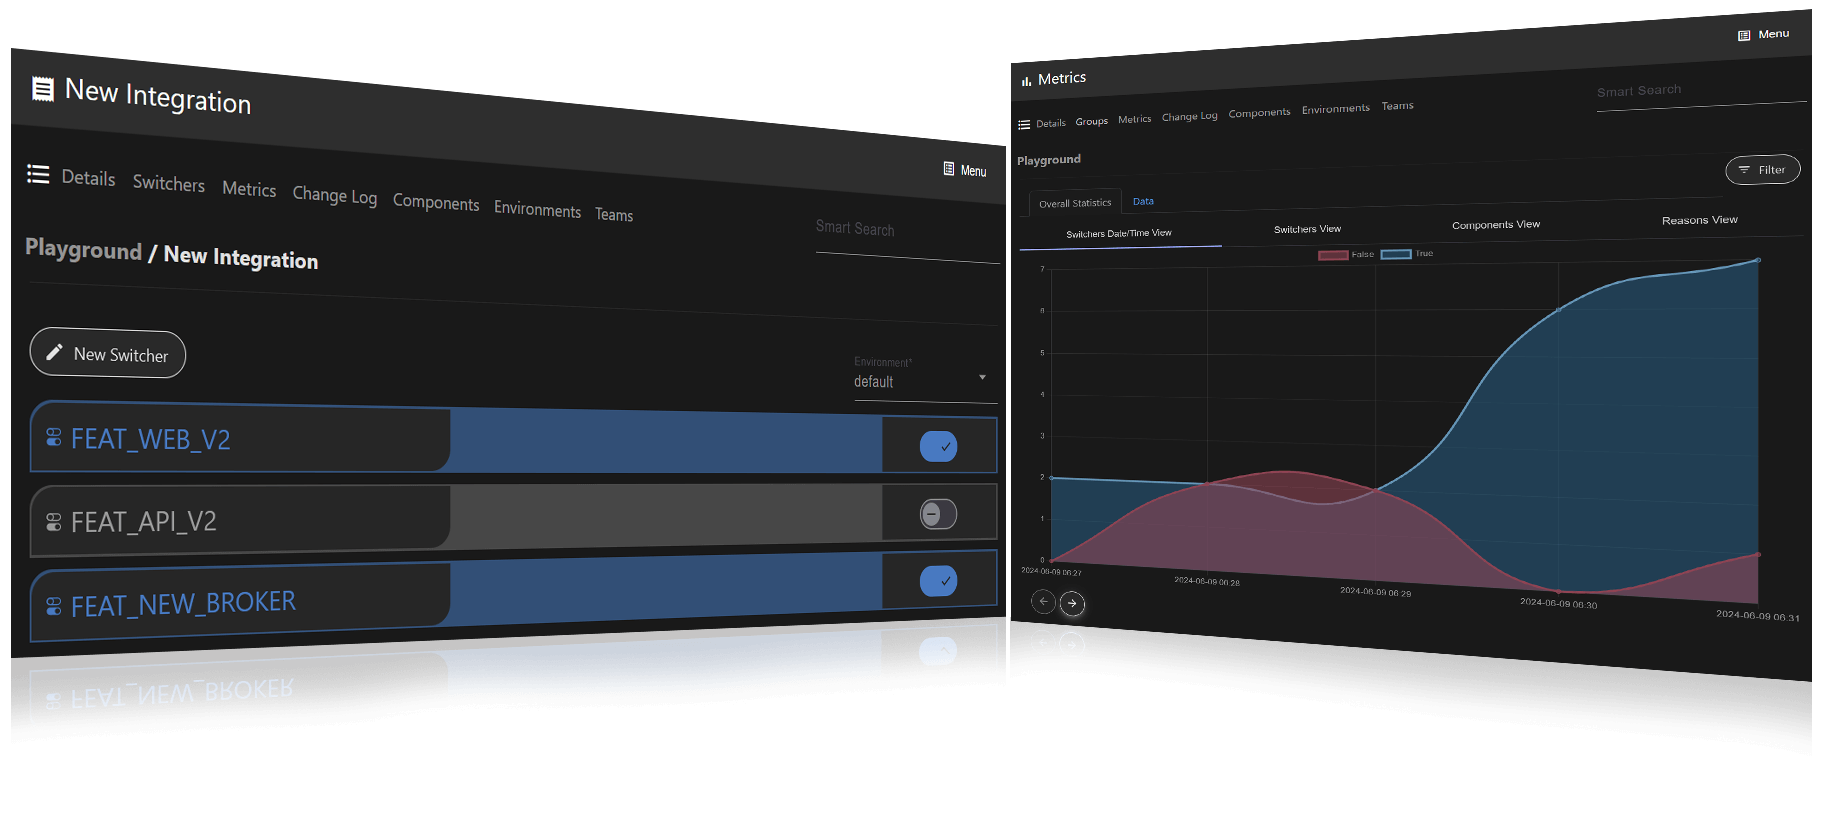 New Integration
Menu
Details Switchers Metrics Change Log Components Environments Teams
Smart Search
Playground / New Integration
New Switcher
Environment*
default
FEAT_WEB_V2
FEAT_API_V2
FEAT_NEW_BROKER
Metrics
Menu
Details Groups Metrics Change Log Components Environments Teams
Smart Search
Playground
Filter
Overall Statistics Data
Switchers Date/Time View Switchers View Components View Reasons View
False True
7
6
5
4
3
2
1
0
2024-06-09 06:27 2024-06-09 06:28 2024-06-09 06:29 2024-06-09 06:30 2024-06-09 06:31